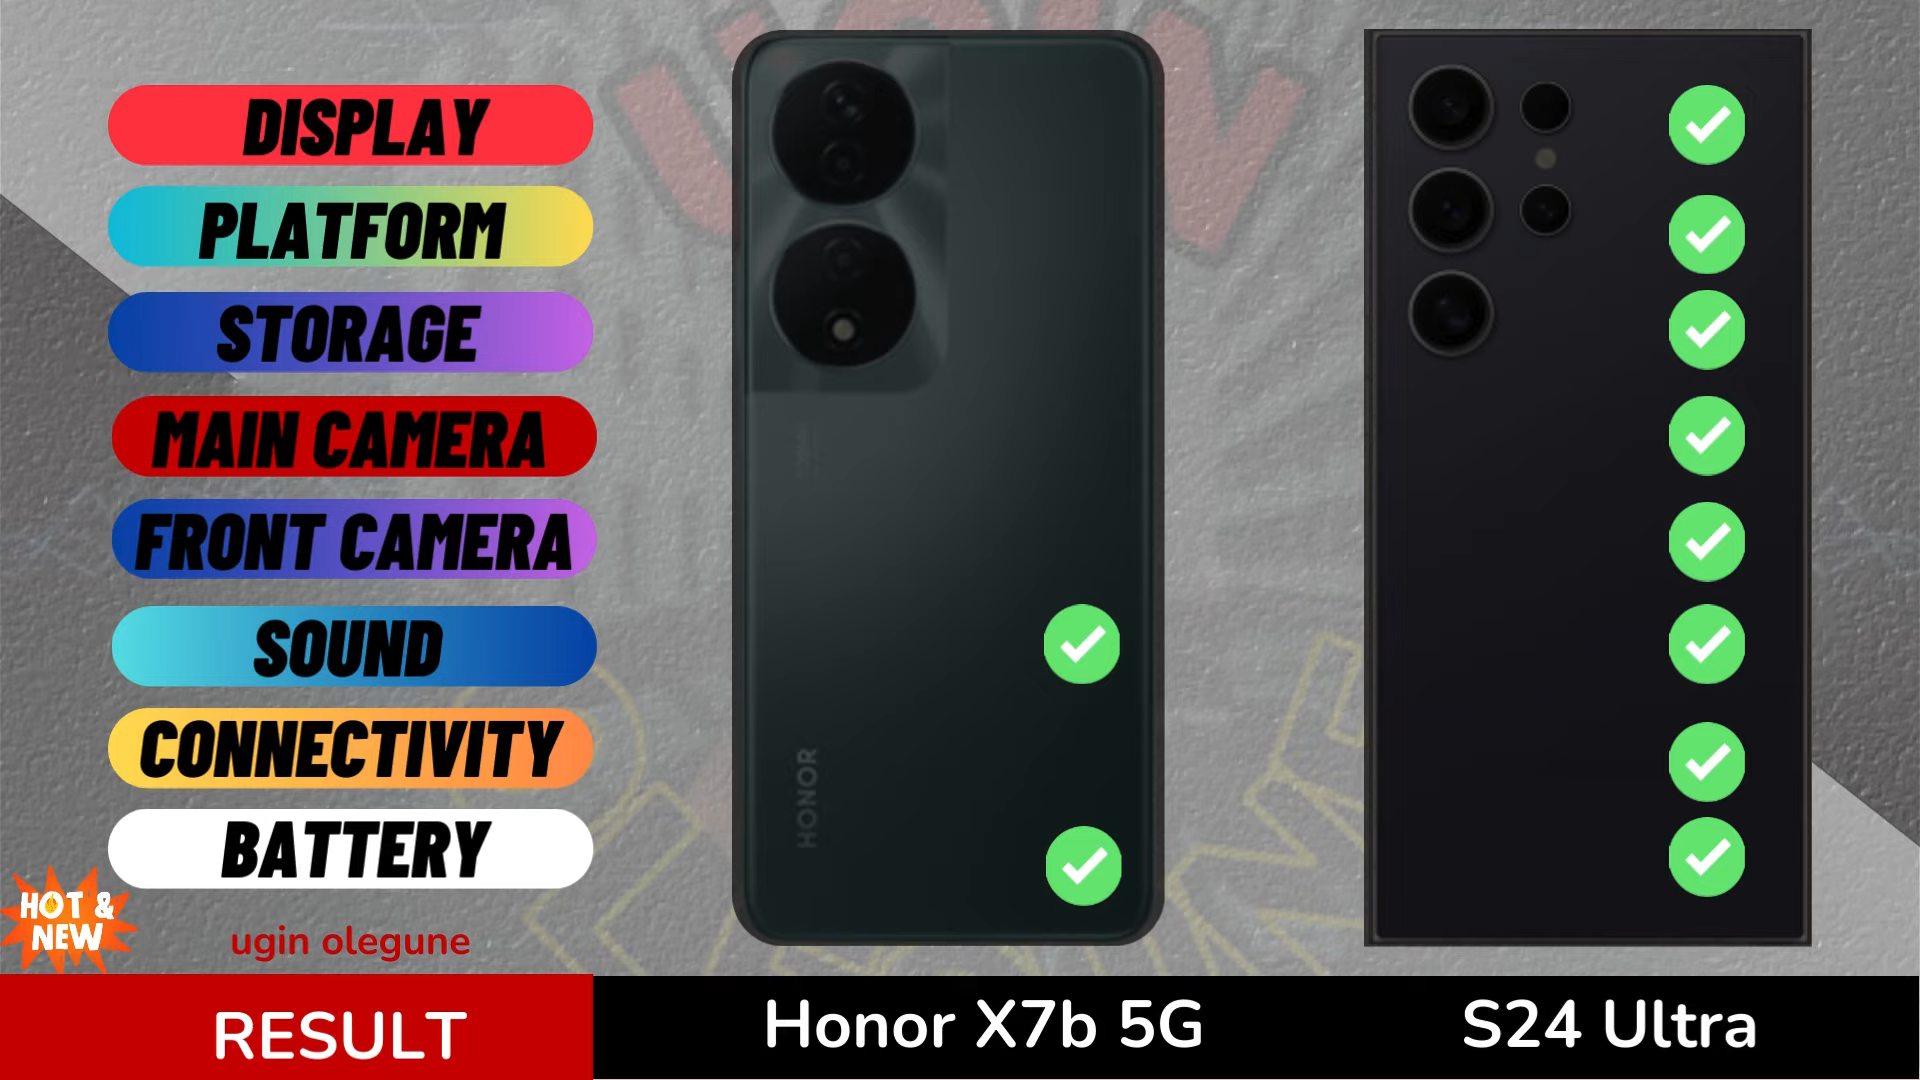 DISPLAY
PLATFORM
STORAGE
MAIN CAMERA
FRONT CAMERA
SOUND
CONNECTIVITY
BATTERY
HOT &
NEW
ugin olegune
HONOR
RESULT
Honor X7b 5G
S24 Ultra